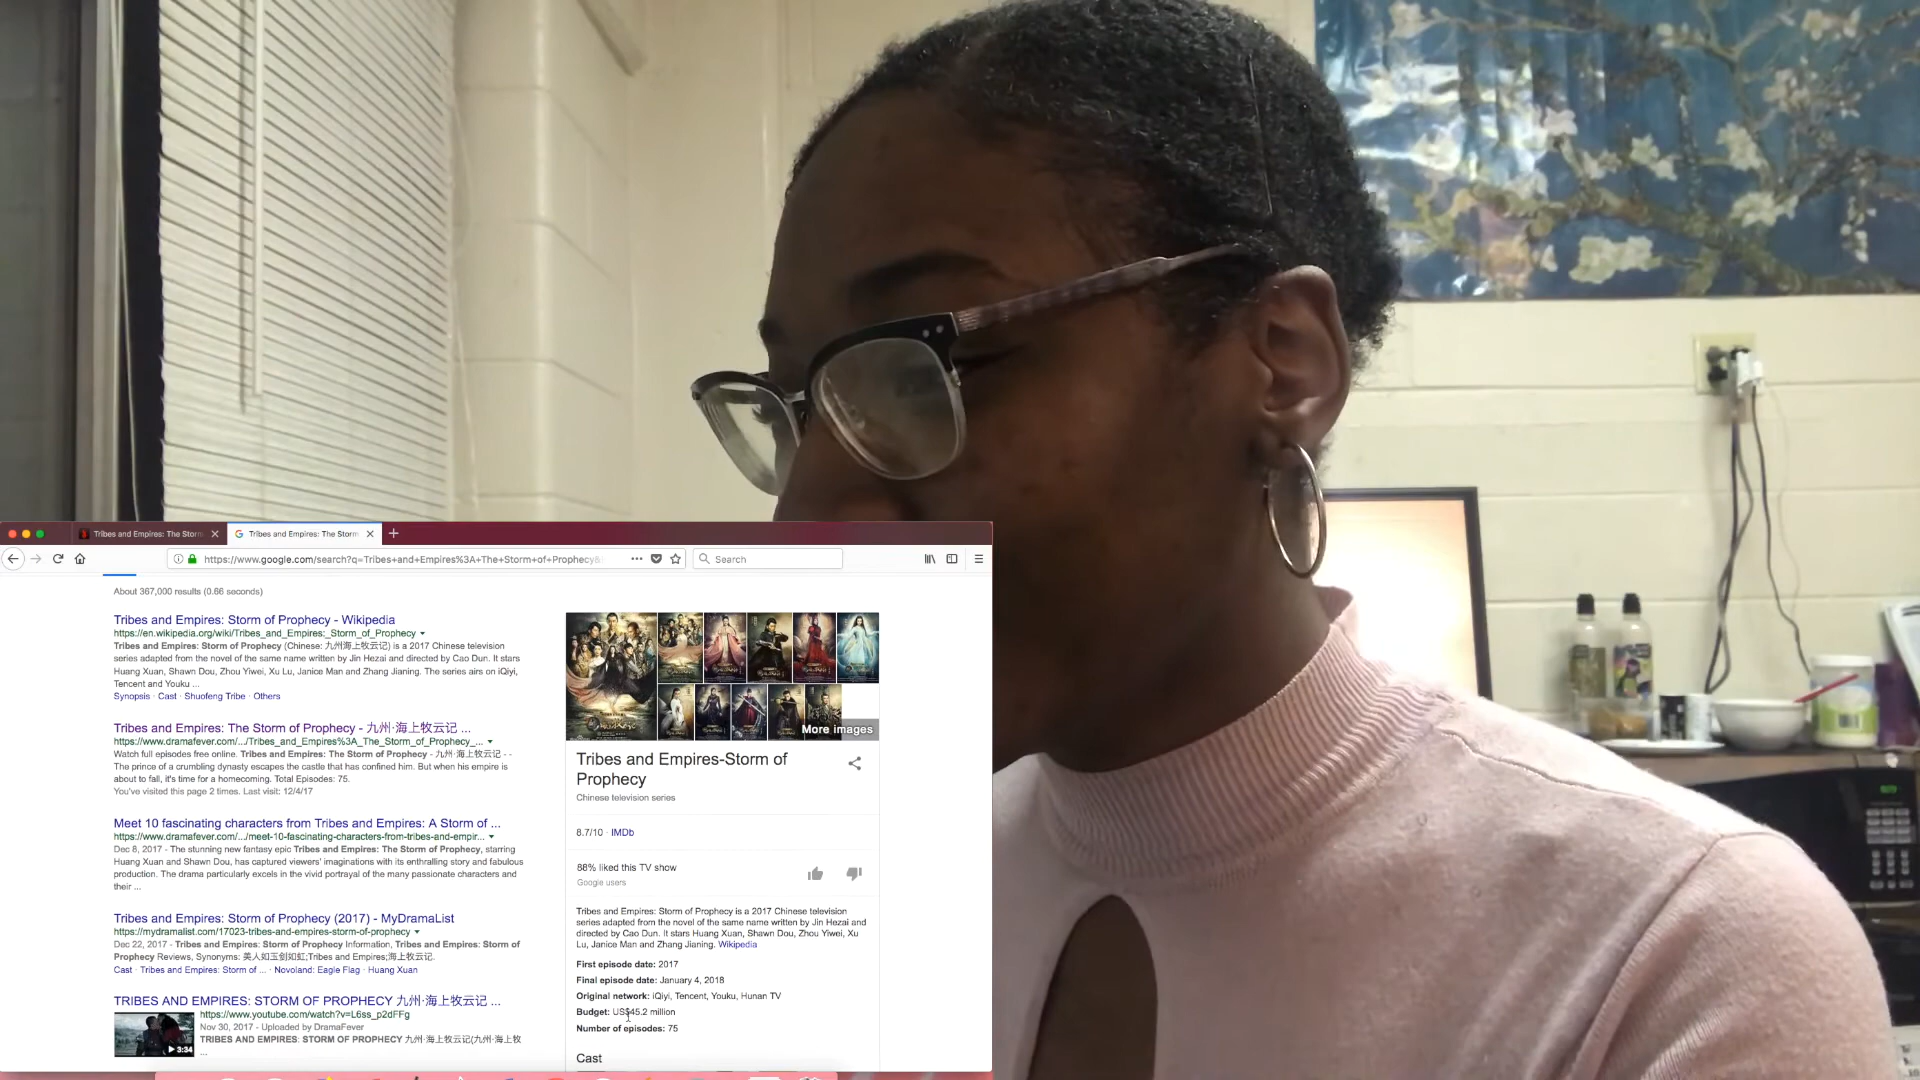 Tribes and Empires: The Storm
Tribes and Empires: The Storm
https://www.google.com/search?q=Tribes+and+Empires%3A+The+Storm+of+Prophecy&
Search
About 367,000 results (0.66 seconds)
Tribes and Empires: Storm of Prophecy - Wikipedia
https://en.wikipedia.org/wiki/Tribes_and_Empires:_Storm_of_Prophecy
Tribes and Empires: Storm of Prophecy (Chinese: 九州海上牧云记) is a 2017 Chinese television
series adapted from the novel of the same name written by Jin Hezai and directed by Cao Dun. It stars
Huang Xuan, Shawn Dou, Zhou Yiwei, Xu Lu, Janice Man and Zhang Jianing. The series airs on iQiyi,
Tencent and Youku ...
Synopsis · Cast · Shuofeng Tribe · Others
Tribes and Empires: The Storm of Prophecy - 九州·海上牧云记 ...
https://www.dramafever.com/.../Tribes_and_Empires%3A_The_Storm_of_Prophecy_...
Watch full episodes free online. Tribes and Empires: The Storm of Prophecy - 九州·海上牧云记 - -
The prince of a crumbling dynasty escapes the castle that has confined him. But when his empire is
about to fall, it's time for a homecoming. Total Episodes: 75.
You've visited this page 2 times. Last visit: 12/4/17
Meet 10 fascinating characters from Tribes and Empires: A Storm of ...
https://www.dramafever.com/.../meet-10-fascinating-characters-from-tribes-and-empir...
Dec 8, 2017 - The stunning new fantasy epic Tribes and Empires: The Storm of Prophecy, starring
Huang Xuan and Shawn Dou, has captured viewers' imaginations with its enthralling story and fabulous
production. The drama particularly excels in the vivid portrayal of the many passionate characters and
their ...
Tribes and Empires: Storm of Prophecy (2017) - MyDramaList
https://mydramalist.com/17023-tribes-and-empires-storm-of-prophecy
Dec 22, 2017 - Tribes and Empires: Storm of Prophecy Information, Tribes and Empires: Storm of
Prophecy Reviews, Synonyms: 美人如玉剑如虹;Tribes and Empires;海上牧云记.
Cast · Tribes and Empires: Storm of ... · Novoland: Eagle Flag · Huang Xuan
TRIBES AND EMPIRES: STORM OF PROPHECY 九州·海上牧云记 ...
https://www.youtube.com/watch?v=L6ss_p2dFFg
Nov 30, 2017 - Uploaded by DramaFever
TRIBES AND EMPIRES: STORM OF PROPHECY 九州·海上牧云记(九州·海上牧
...
3:34
More images
Tribes and Empires-Storm of
Prophecy
Chinese television series
8.7/10 · IMDb
88% liked this TV show
Google users
Tribes and Empires: Storm of Prophecy is a 2017 Chinese television
series adapted from the novel of the same name written by Jin Hezai and
directed by Cao Dun. It stars Huang Xuan, Shawn Dou, Zhou Yiwei, Xu
Lu, Janice Man and Zhang Jianing. Wikipedia
First episode date: 2017
Final episode date: January 4, 2018
Original network: iQiyi, Tencent, Youku, Hunan TV
Budget: US$45.2 million
Number of episodes: 75
Cast